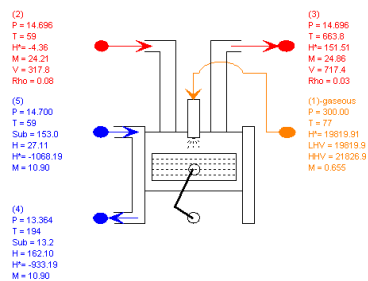 (2)
P = 14.696
T = 59
H*= -4.36
M = 24.21
V = 317.8
Rho = 0.08
(3)
P = 14.696
T = 663.8
H*= 151.51
M = 24.86
V = 717.4
Rho = 0.03
(5)
P = 14.700
T = 59
Sub = 153.0
H = 27.11
H*= -1068.19
M = 10.90
(1)-gaseous
P = 300.00
T = 77
H*= 19819.91
LHV = 19819.9
HHV = 21826.9
M = 0.655
(4)
P = 13.364
T = 194
Sub = 13.2
H = 162.10
H*= -933.19
M = 10.90